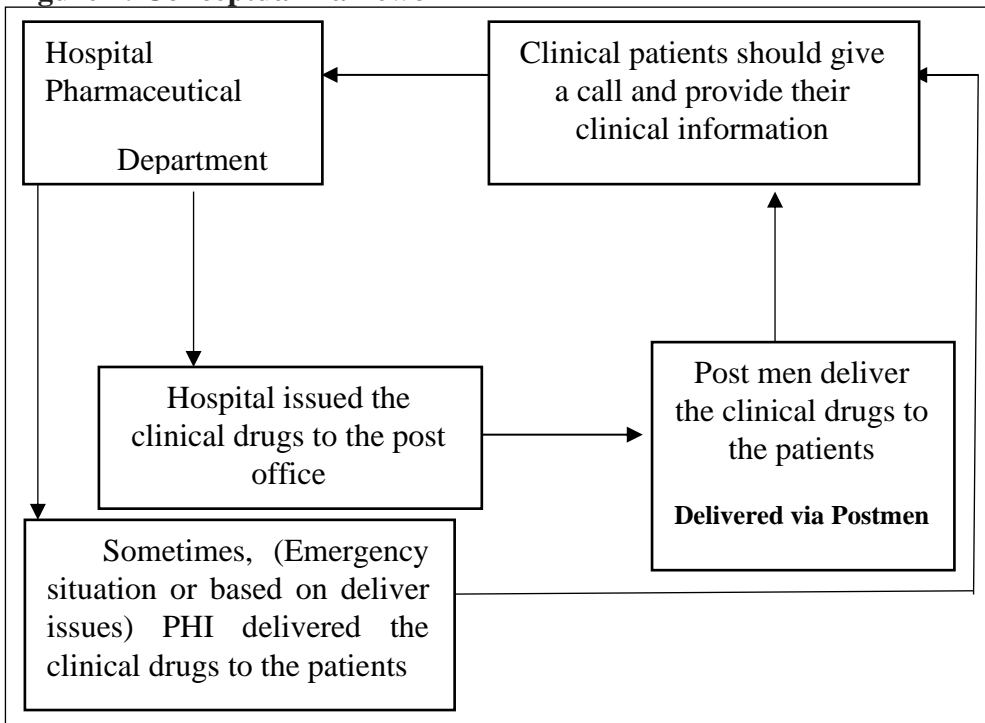 Hospital
Pharmaceutical
Department
Clinical patients should give
a call and provide their
clinical information
Hospital issued the
clinical drugs to the post
office
Post men deliver
the clinical drugs to
the patients
Delivered via Postmen
Sometimes, (Emergency
situation or based on deliver
issues) PHI delivered the
clinical drugs to the patients